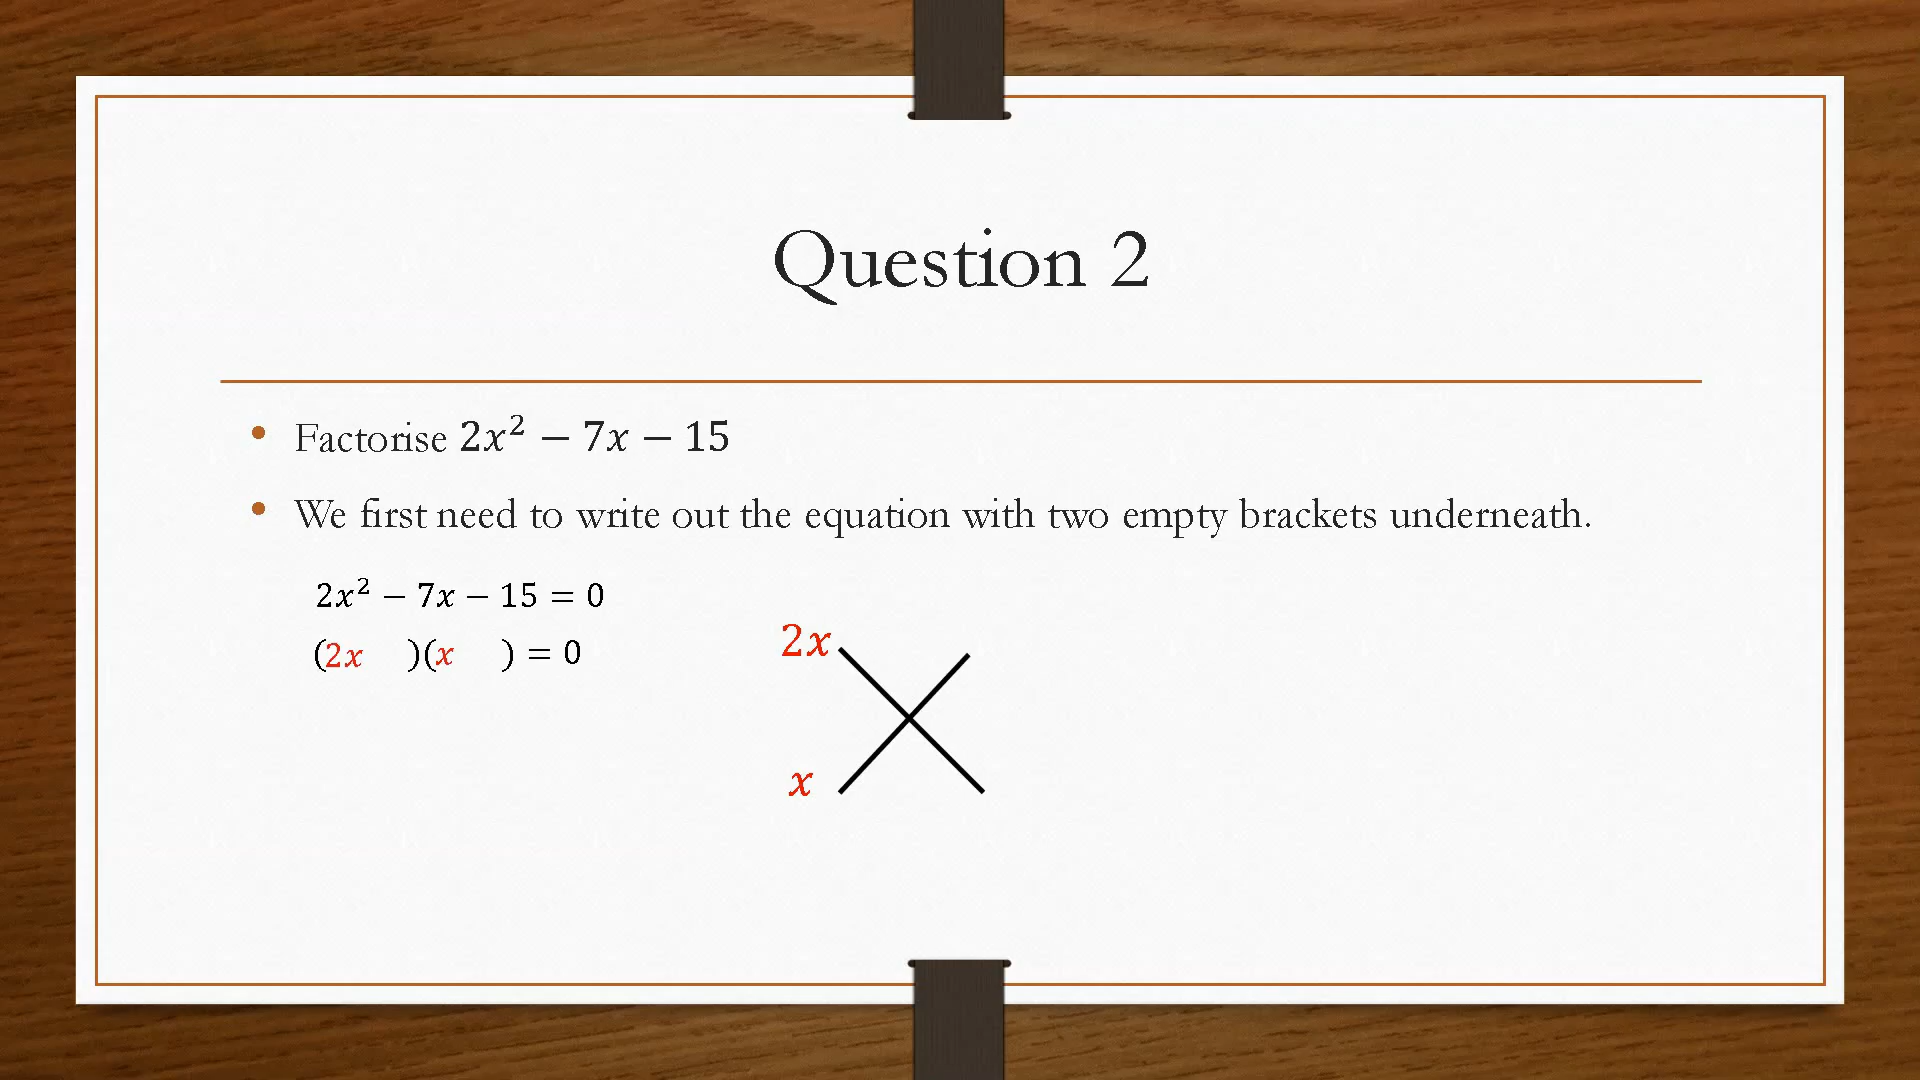 Question 2
• Factorise 2x² − 7x − 15
• We first need to write out the equation with two empty brackets underneath.
2x² − 7x − 15 = 0
(2x    )(x    ) = 0
2x
x